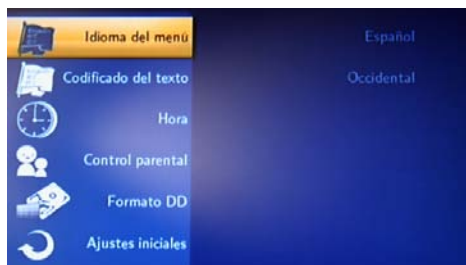 Idioma del menú Español
Codificado del texto Occidental
Hora
Control parental
Formato DD
Ajustes iniciales